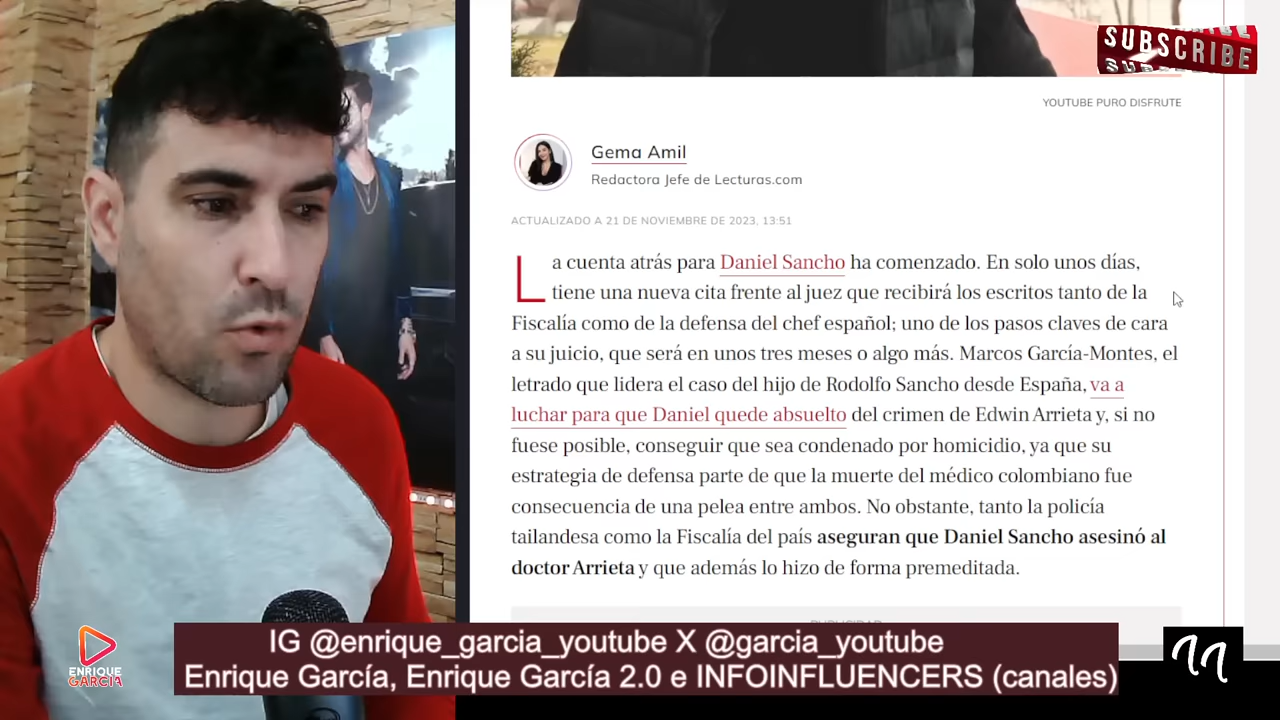 SUBSCRIBE
YOUTUBE PURO DISFRUTE
Gema Amil
Redactora Jefe de Lecturas.com
ACTUALIZADO A 21 DE NOVIEMBRE DE 2023, 13:51
La cuenta atrás para Daniel Sancho ha comenzado. En solo unos días,
tiene una nueva cita frente al juez que recibirá los escritos tanto de la
Fiscalía como de la defensa del chef español; uno de los pasos claves de cara
a su juicio, que será en unos tres meses o algo más. Marcos García-Montes, el
letrado que lidera el caso del hijo de Rodolfo Sancho desde España, va a
luchar para que Daniel quede absuelto del crimen de Edwin Arrieta y, si no
fuese posible, conseguir que sea condenado por homicidio, ya que su
estrategia de defensa parte de que la muerte del médico colombiano fue
consecuencia de una pelea entre ambos. No obstante, tanto la policía
tailandesa como la Fiscalía del país aseguran que Daniel Sancho asesinó al
doctor Arrieta y que además lo hizo de forma premeditada.
PUBLICIDAD
IG @enrique_garcia_youtube X @garcia_youtube
Enrique García, Enrique García 2.0 e INFOINFLUENCERS (canales)
ENRIQUE
GARCÍA